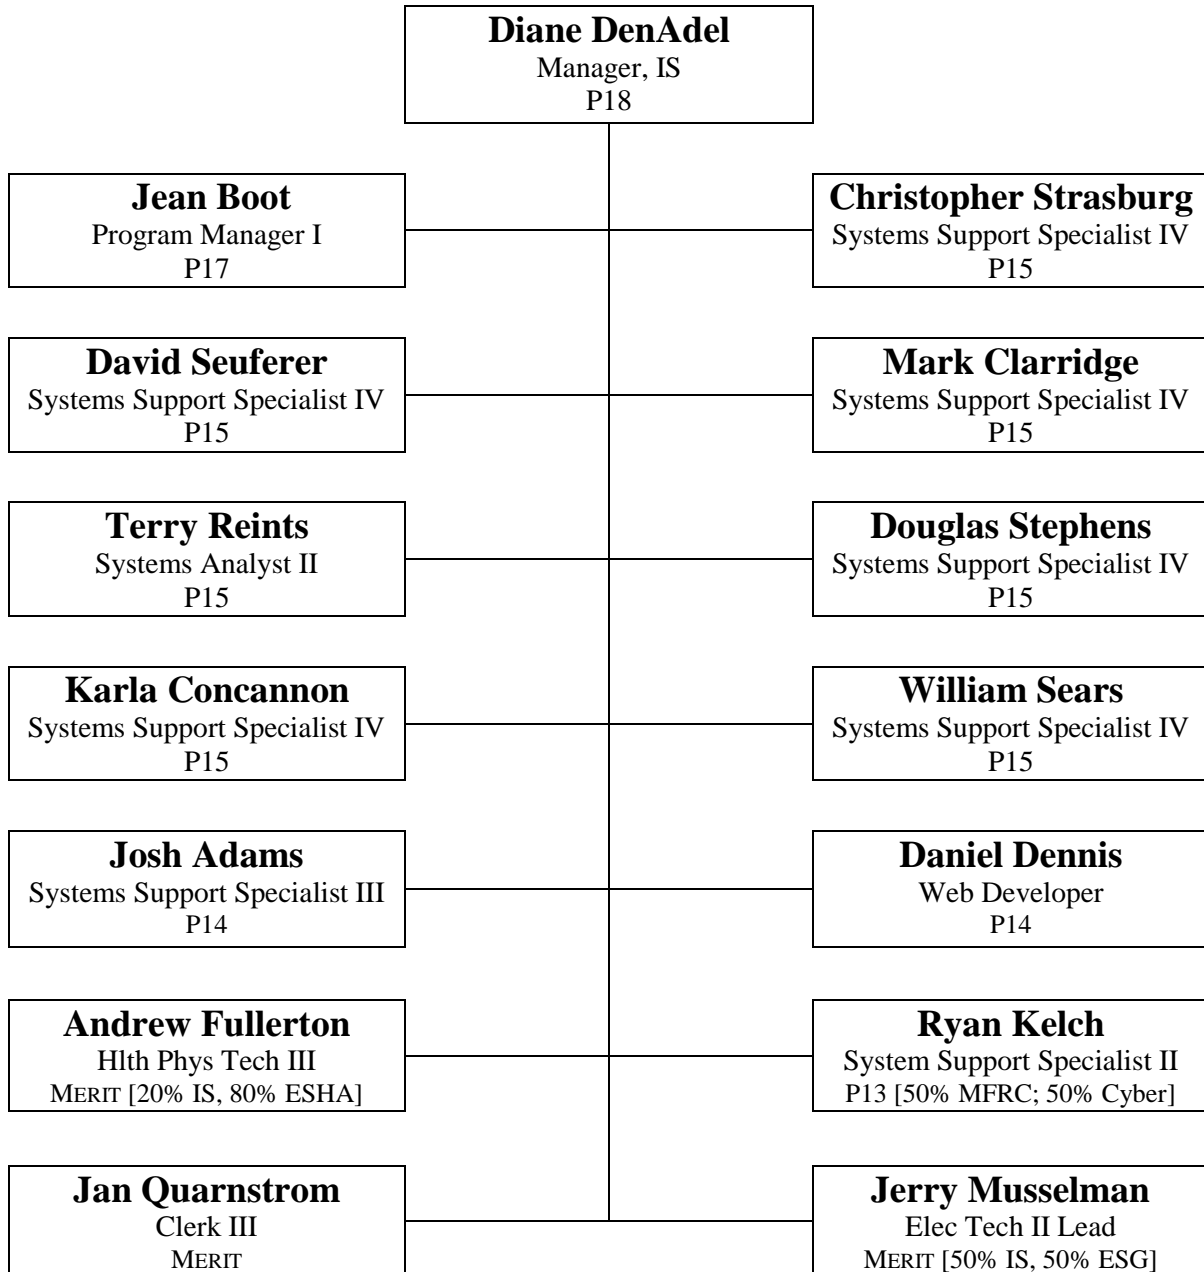 Diane DenAdel
Manager, IS
P18
Jean Boot
Program Manager I
P17
Christopher Strasburg
Systems Support Specialist IV
P15
David Seuferer
Systems Support Specialist IV
P15
Mark Clarridge
Systems Support Specialist IV
P15
Terry Reints
Systems Analyst II
P15
Douglas Stephens
Systems Support Specialist IV
P15
Karla Concannon
Systems Support Specialist IV
P15
William Sears
Systems Support Specialist IV
P15
Josh Adams
Systems Support Specialist III
P14
Daniel Dennis
Web Developer
P14
Andrew Fullerton
Hlth Phys Tech III
MERIT [20% IS, 80% ESHA]
Ryan Kelch
System Support Specialist II
P13 [50% MFRC; 50% Cyber]
Jan Quarnstrom
Clerk III
MERIT
Jerry Musselman
Elec Tech II Lead
MERIT [50% IS, 50% ESG]